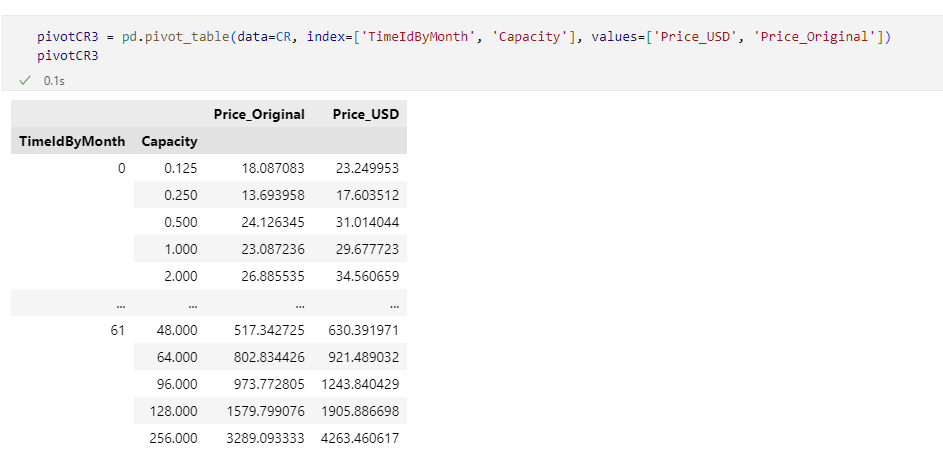 pivotCR3 = pd.pivot_table(data=CR, index=['TimeIdByMonth', 'Capacity'], values=['Price_USD', 'Price_Original'])
pivotCR3
✓ 0.1s
Price_Original Price_USD
TimeIdByMonth Capacity
0 0.125 18.087083 23.249953
0.250 13.693958 17.603512
0.500 24.126345 31.014044
1.000 23.087236 29.677723
2.000 26.885535 34.560659
... ... ... ...
61 48.000 517.342725 630.391971
64.000 802.834426 921.489032
96.000 973.772805 1243.840429
128.000 1579.799076 1905.886698
256.000 3289.093333 4263.460617